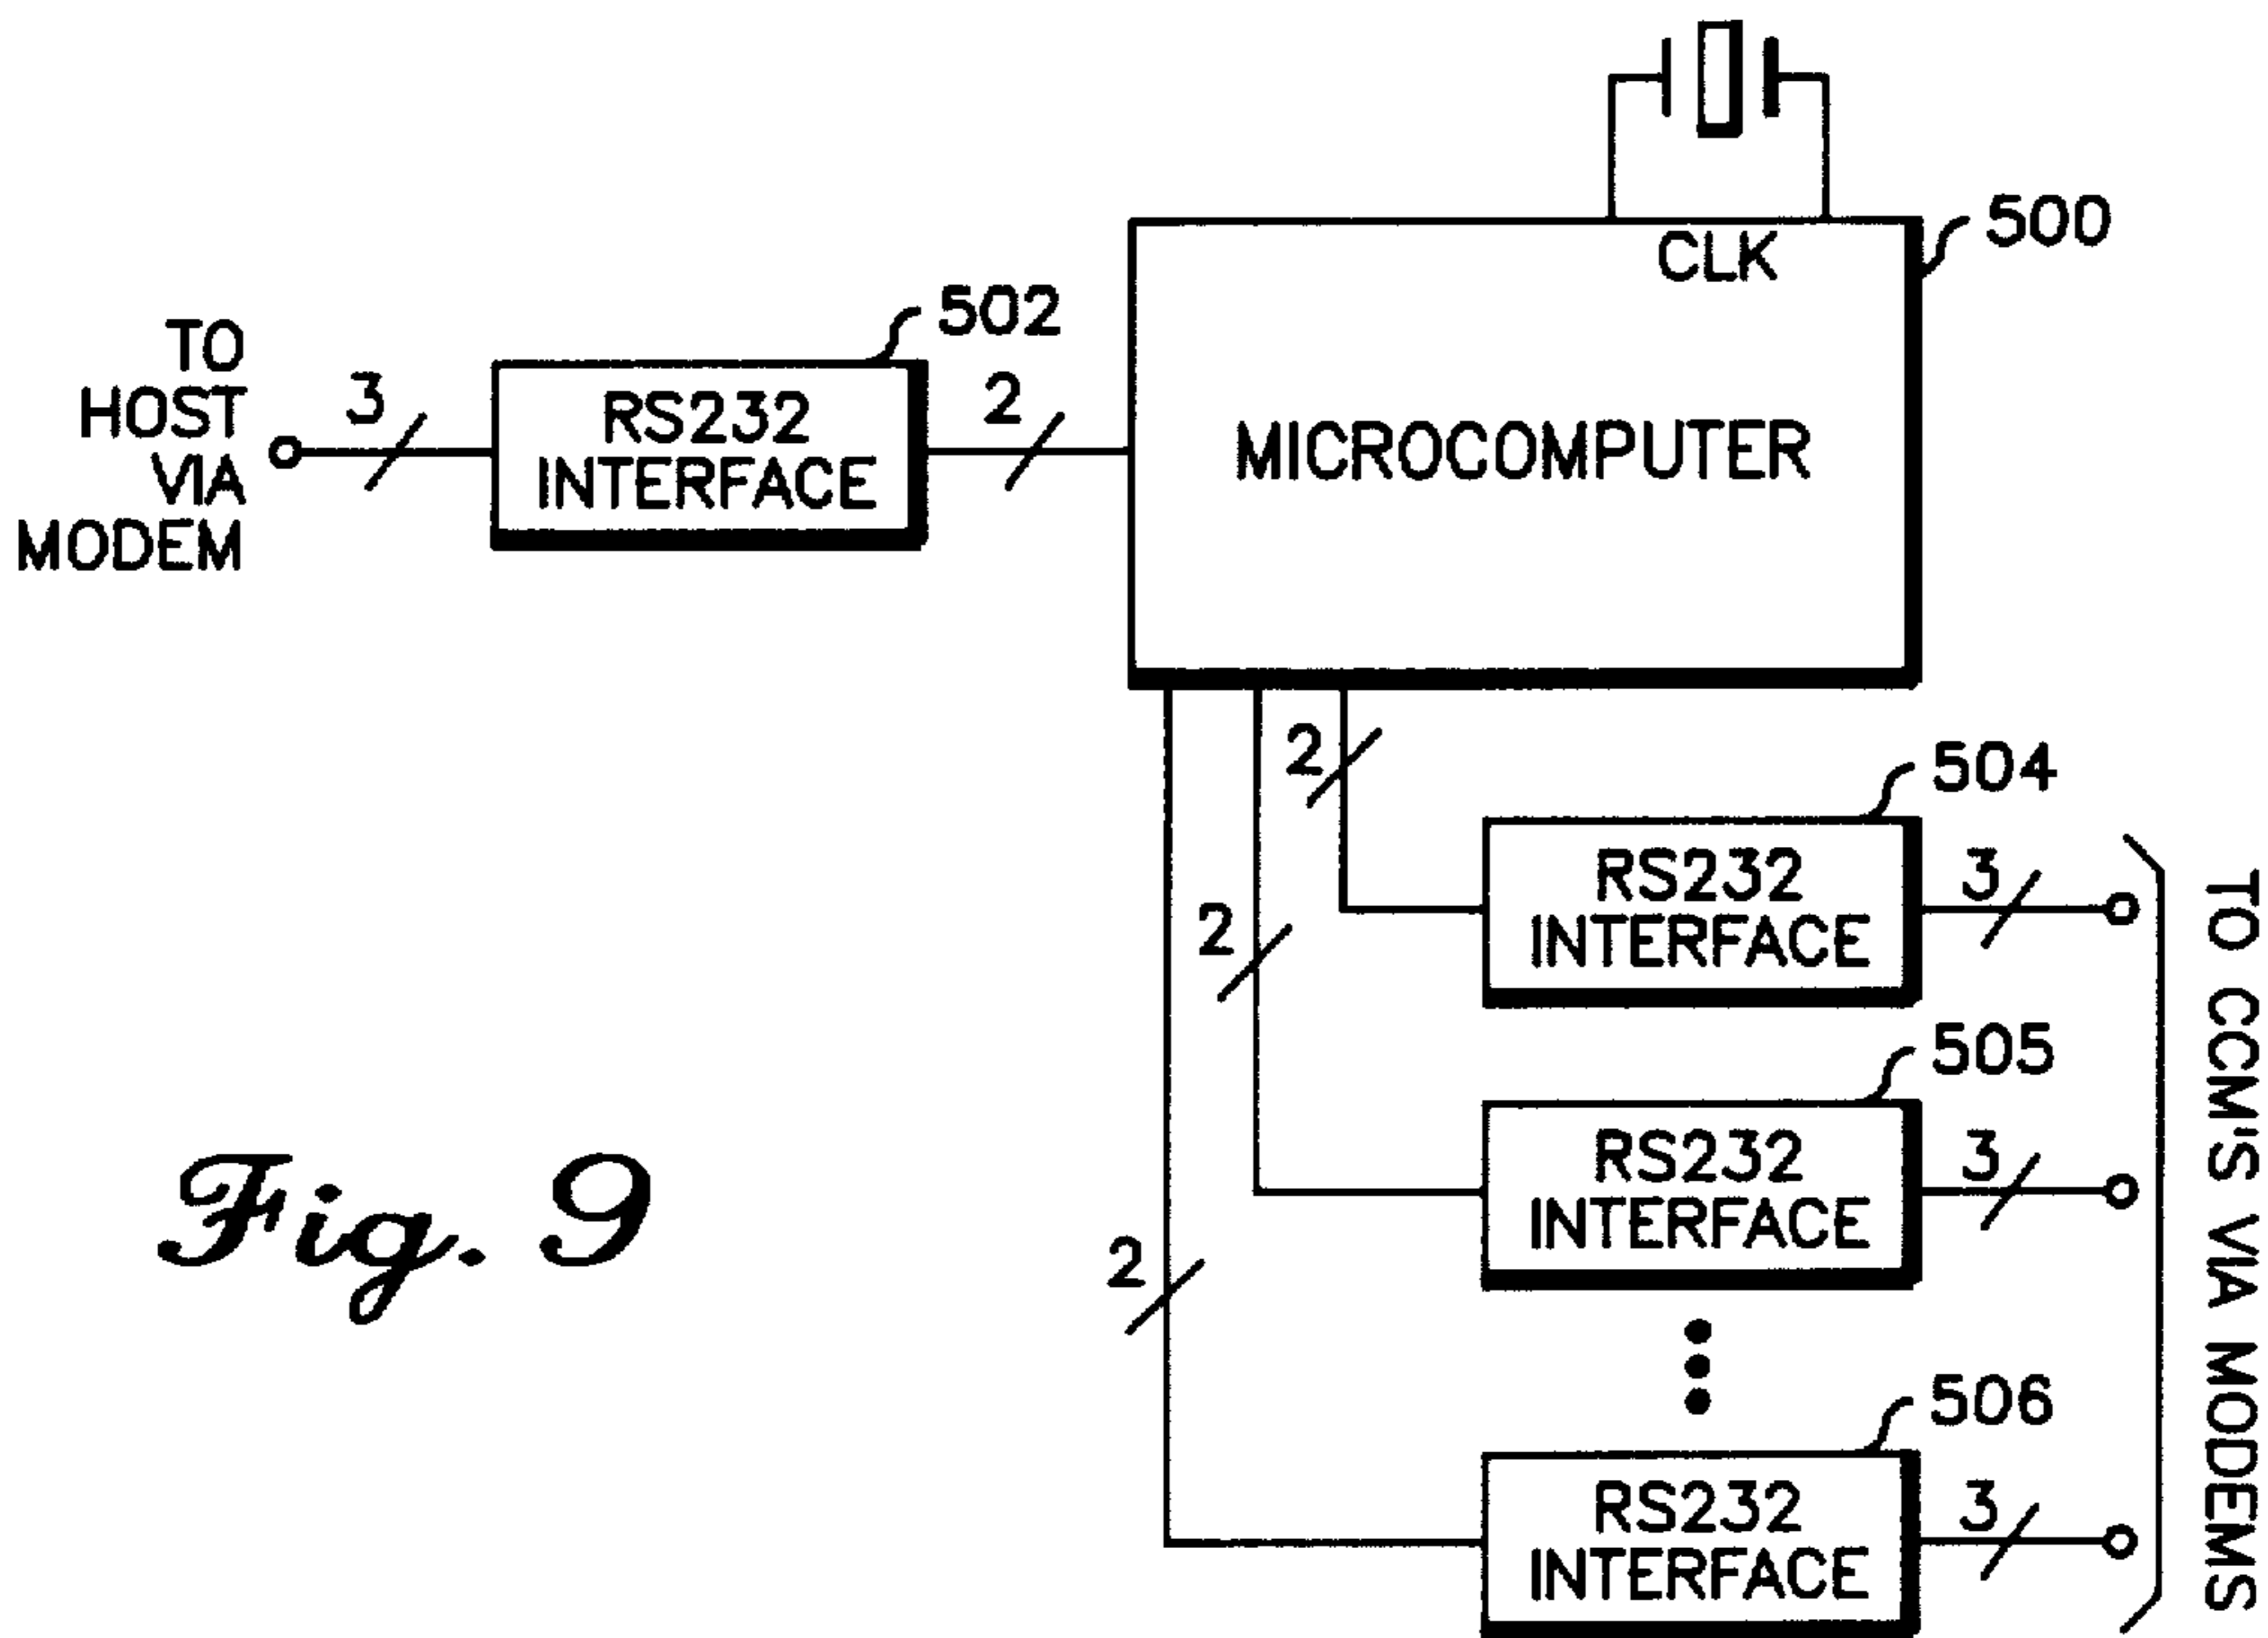 CLK
500
502
TO
HOST
VIA
MODEM
3
RS232
INTERFACE
2
MICROCOMPUTER
2
504
RS232
INTERFACE
3
2
505
RS232
INTERFACE
3
2
506
RS232
INTERFACE
3
TO CCM'S VIA MODEMS
Fig. 9